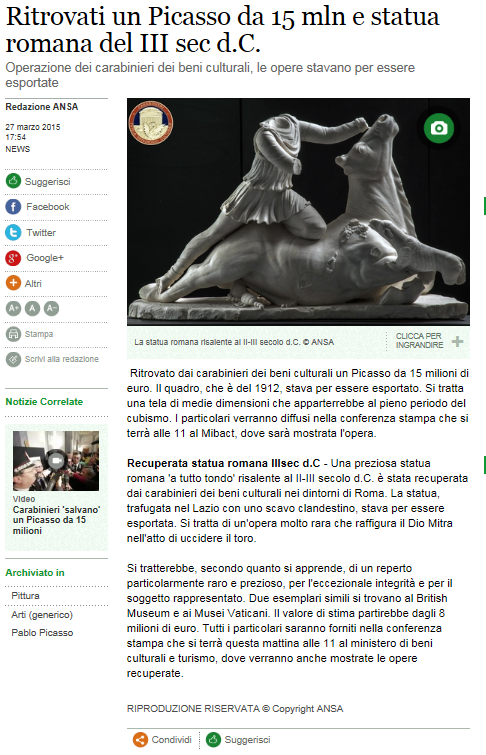 Ritrovati un Picasso da 15 mln e statua
romana del III sec d.C.
Operazione dei carabinieri dei beni culturali, le opere stavano per essere
esportate
Redazione ANSA
27 marzo 2015
17:54
NEWS
Suggerisci
Facebook
Twitter
Google+
Altri
A+ A A-
Stampa
Scrivi alla redazione
Notizie Correlate
Video
Carabinieri 'salvano'
un Picasso da 15
milioni
Archiviato in
Pittura
Arti (generico)
Pablo Picasso
La statua romana risalente al II-III secolo d.C. © ANSA
CLICCA PER
INGRANDIRE
Ritrovato dai carabinieri dei beni culturali un Picasso da 15 milioni di
euro. Il quadro, che è del 1912, stava per essere esportato. Si tratta
una tela di medie dimensioni che apparterrebbe al pieno periodo del
cubismo. I particolari verranno diffusi nella conferenza stampa che si
terrà alle 11 al Mibact, dove sarà mostrata l'opera.
Recuperata statua romana IIIsec d.C - Una preziosa statua
romana 'a tutto tondo' risalente al II-III secolo d.C. è stata recuperata
dai carabinieri dei beni culturali nei dintorni di Roma. La statua,
trafugata nel Lazio con uno scavo clandestino, stava per essere
esportata. Si tratta di un'opera molto rara che raffigura il Dio Mitra
nell'atto di uccidere il toro.
Si tratterebbe, secondo quanto si apprende, di un reperto
particolarmente raro e prezioso, per l'eccezionale integrità e per il
soggetto rappresentato. Due esemplari simili si trovano al British
Museum e ai Musei Vaticani. Il valore di stima partirebbe dagli 8
milioni di euro. Tutti i particolari saranno forniti nella conferenza
stampa che si terrà questa mattina alle 11 al ministero di beni
culturali e turismo, dove verranno anche mostrate le opere
recuperate.
RIPRODUZIONE RISERVATA © Copyright ANSA
Condividi
Suggerisci